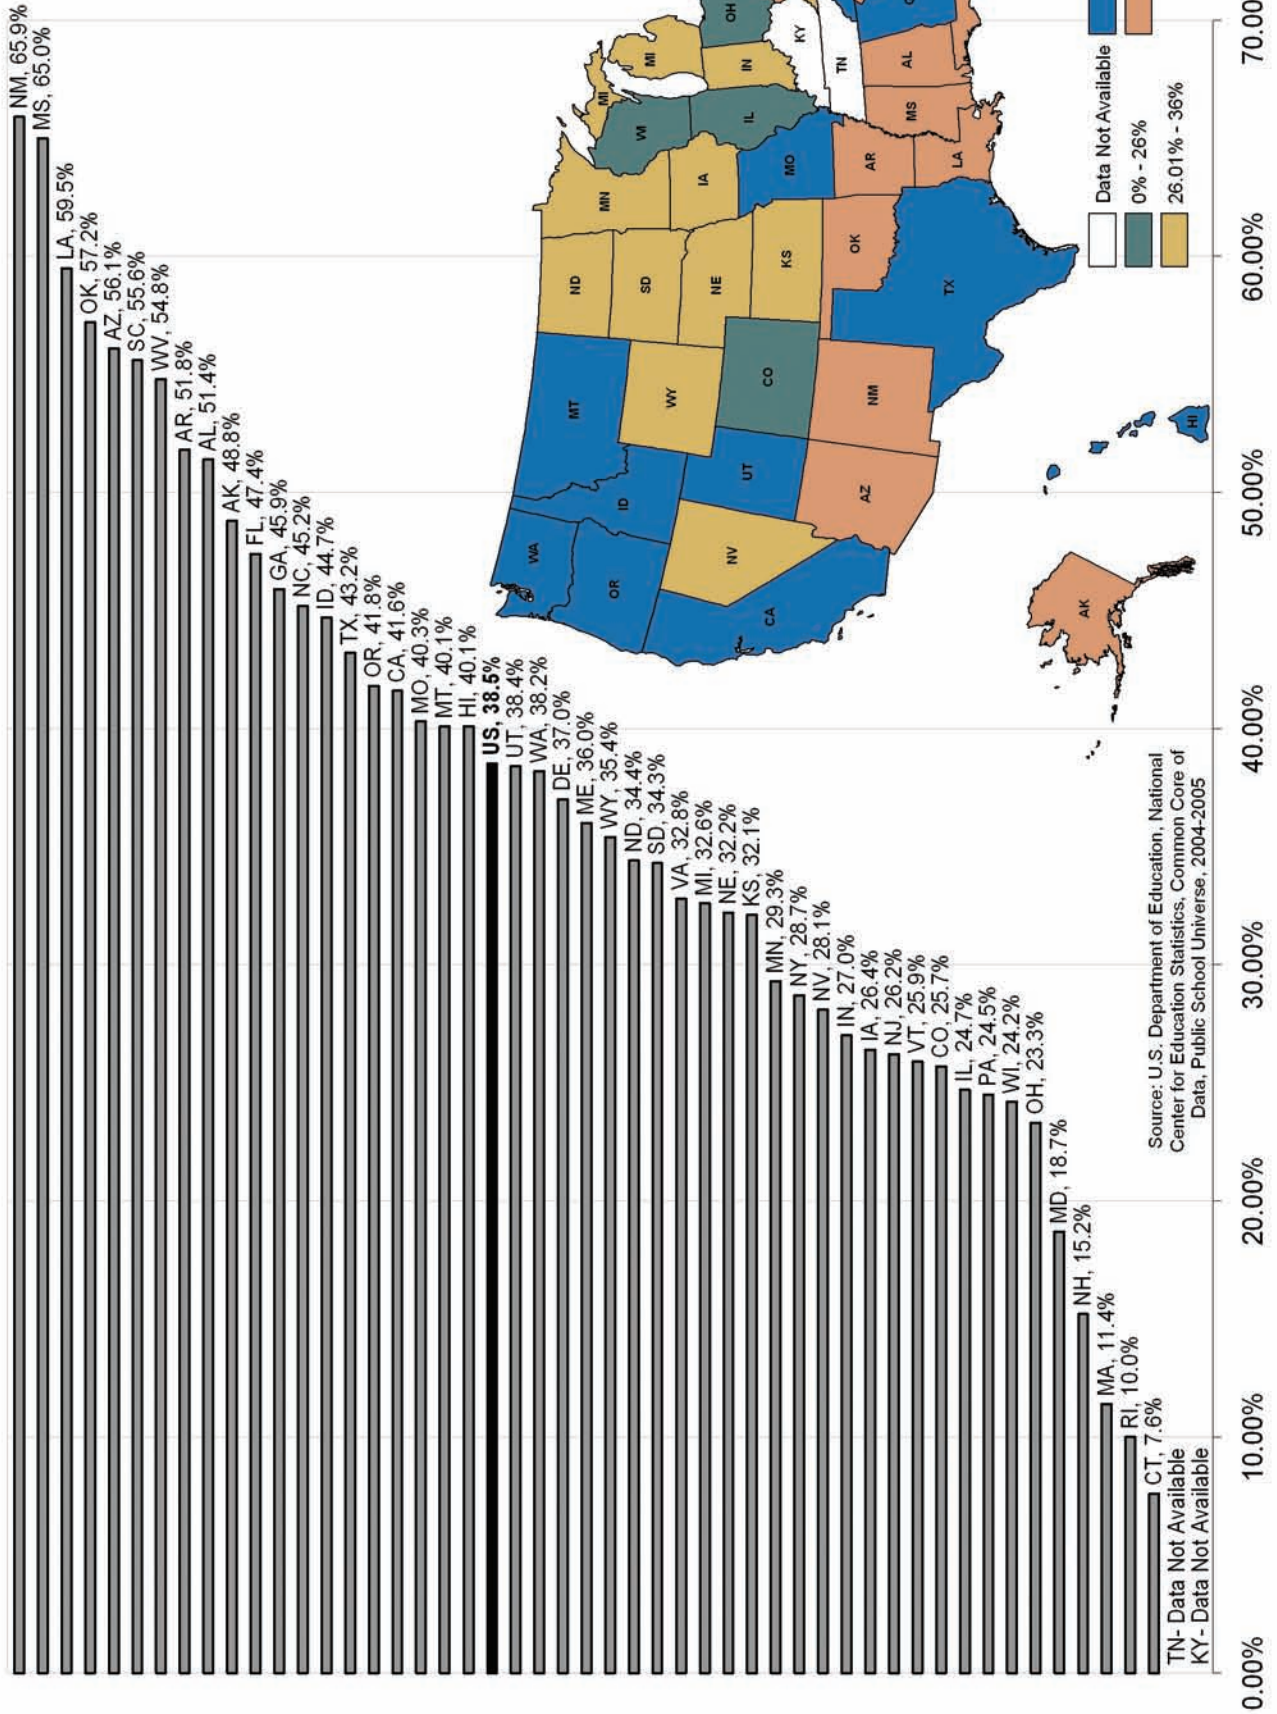 NM, 65.9%
MS, 65.0%
LA, 59.5%
OK, 57.2%
AZ, 56.1%
SC, 55.6%
WV, 54.8%
AR, 51.8%
AL, 51.4%
AK, 48.8%
FL, 47.4%
GA, 45.9%
NC, 45.2%
ID, 44.7%
TX, 43.2%
OR, 41.8%
CA, 41.6%
MO, 40.3%
MT, 40.1%
HI, 40.1%
US, 38.5%
UT, 38.4%
WA, 38.2%
DE, 37.0%
ME, 36.0%
WY, 35.4%
ND, 34.4%
SD, 34.3%
VA, 32.8%
MI, 32.6%
NE, 32.2%
KS, 32.1%
MN, 29.3%
NY, 28.7%
NV, 28.1%
IN, 27.0%
IA, 26.4%
NJ, 26.2%
VT, 25.9%
CO, 25.7%
IL, 24.7%
PA, 24.5%
WI, 24.2%
OH, 23.3%
MD, 18.7%
NH, 15.2%
MA, 11.4%
RI, 10.0%
CT, 7.6%
TN- Data Not Available
KY- Data Not Available
0.00%
10.00%
20.00%
30.00%
40.00%
50.00%
60.00%
70.00
Source: U.S. Department of Education, National
Center for Education Statistics, Common Core of
Data, Public School Universe, 2004-2005
WA
OR
CA
NV
ID
MT
UT
AZ
WY
CO
NM
ND
SD
NE
KS
OK
TX
MN
IA
MO
AR
LA
WI
IL
MS
MI
MI
IN
OH
KY
TN
AL
AK
HI
Data Not Available
0% - 26%
26.01% - 36%